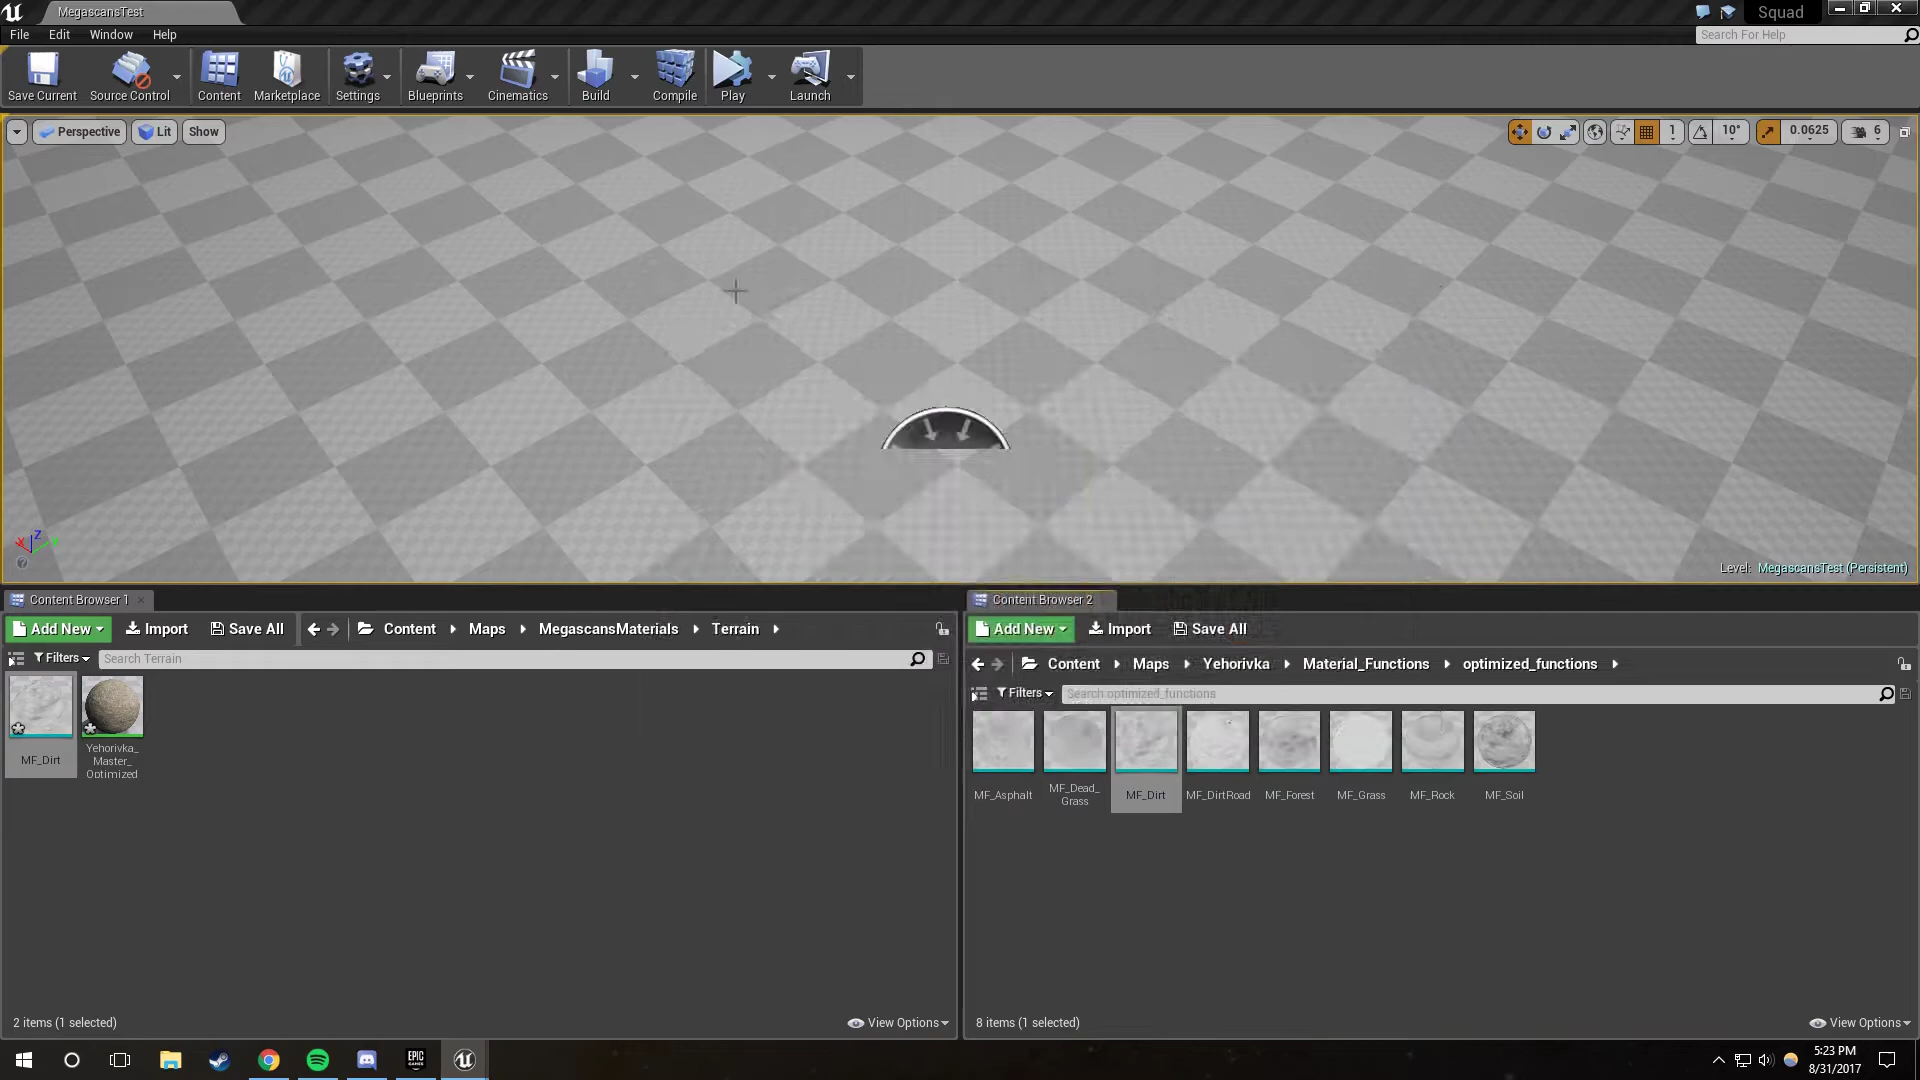 MegascansTest
Squad
File Edit Window Help
Search For Help
Save Current Source Control Content Marketplace Settings Blueprints Cinematics Build Compile Play Launch
Perspective Lit Show
1 10° 0.0625 6
X Z Y
Level: MegascansTest (Persistent)
Content Browser 1
Add New Import Save All Content Maps MegascansMaterials Terrain
Filters Search Terrain
MF_Dirt
Yehorivka_
Master_
Optimized
2 items (1 selected)
View Options
Content Browser 2
Add New Import Save All
Content Maps Yehorivka Material_Functions optimized_functions
Filters Search optimized_functions
MF_Asphalt
MF_Dead_
Grass
MF_Dirt
MF_DirtRoad
MF_Forest
MF_Grass
MF_Rock
MF_Soil
8 items (1 selected)
View Options
EPIC
GAMES
5:23 PM
8/31/2017